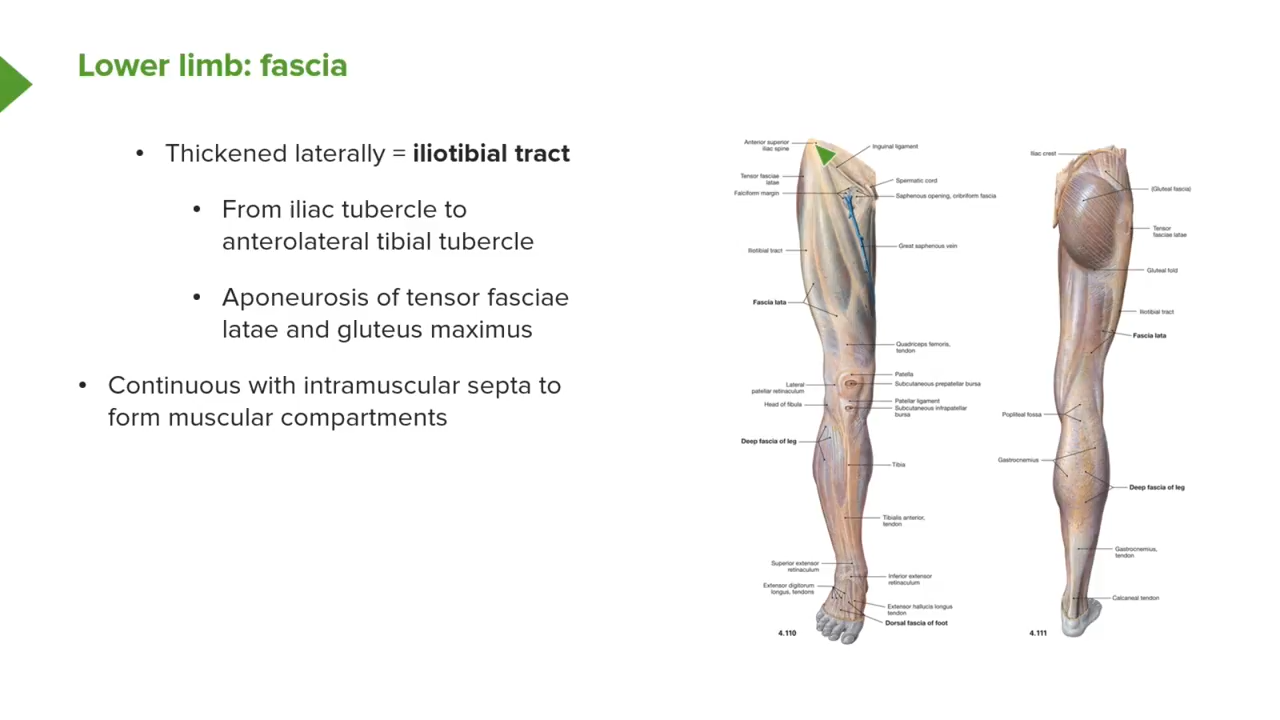 Lower limb: fascia
• Thickened laterally = iliotibial tract
• From iliac tubercle to
anterolateral tibial tubercle
• Aponeurosis of tensor fasciae
latae and gluteus maximus
• Continuous with intramuscular septa to
form muscular compartments
Anterior superior
iliac spine
Inguinal ligament
Tensor fasciae
latae
Spermatic cord
Falciform margin
Saphenous opening, cribriform fascia
Iliotibial tract
Great saphenous vein
Fascia lata
Quadriceps femoris,
tendon
Patella
Lateral
patellar retinaculum
Subcutaneous prepatellar bursa
Head of fibula
Patellar ligament
Subcutaneous infrapatellar
bursa
Deep fascia of leg
Tibia
Tibialis anterior,
tendon
Superior extensor
retinaculum
Inferior extensor
retinaculum
Extensor digitorum
longus, tendons
Extensor hallucis longus
tendon
Dorsal fascia of foot
4.110
Iliac crest
(Gluteal fascia)
Tensor
fasciae latae
Gluteal fold
Iliotibial tract
Fascia lata
Popliteal fossa
Gastrocnemius
Deep fascia of leg
Gastrocnemius,
tendon
Calcaneal tendon
4.111